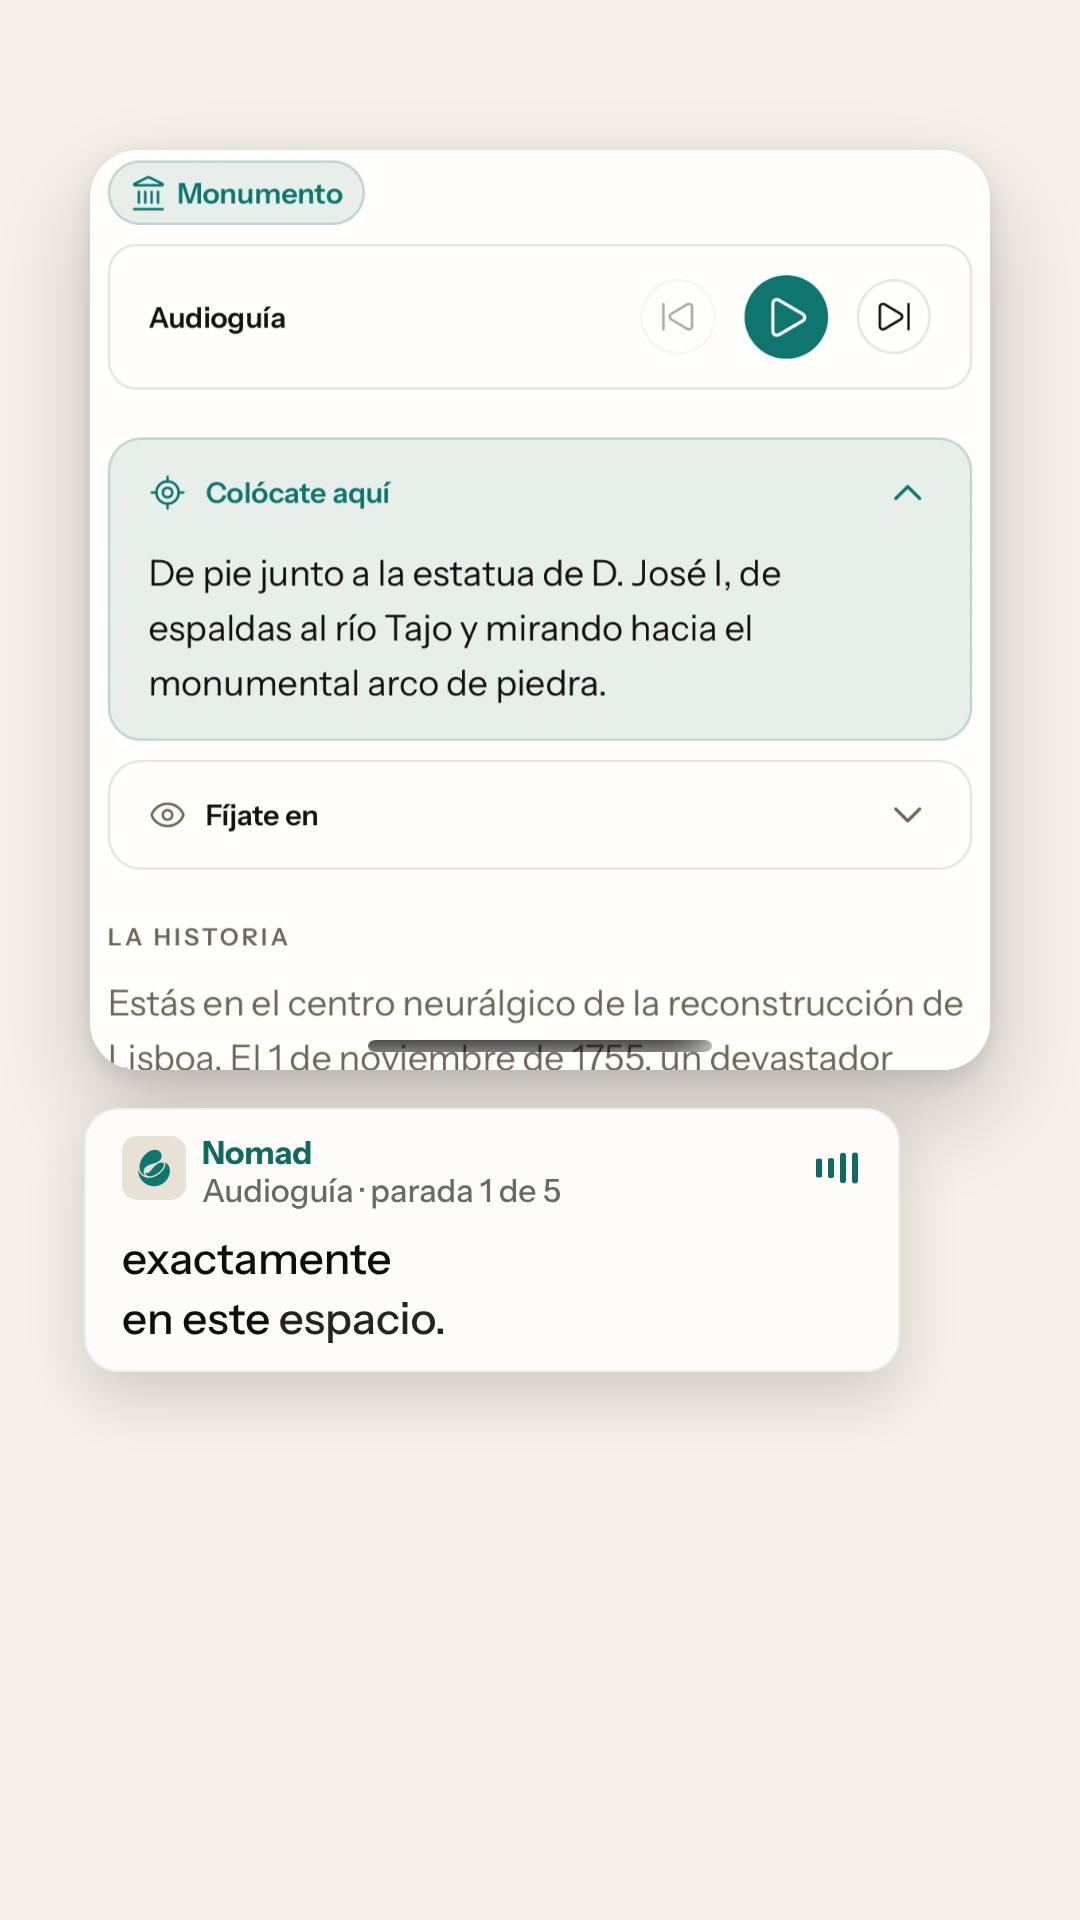 Monumento
Audioguía
Colócate aquí
De pie junto a la estatua de D. José I, de
espaldas al río Tajo y mirando hacia el
monumental arco de piedra.
Fíjate en
LA HISTORIA
Estás en el centro neurálgico de la reconstrucción de
Lisboa. El 1 de noviembre de 1755, un devastador
Nomad
Audioguía · parada 1 de 5
exactamente
en este espacio.